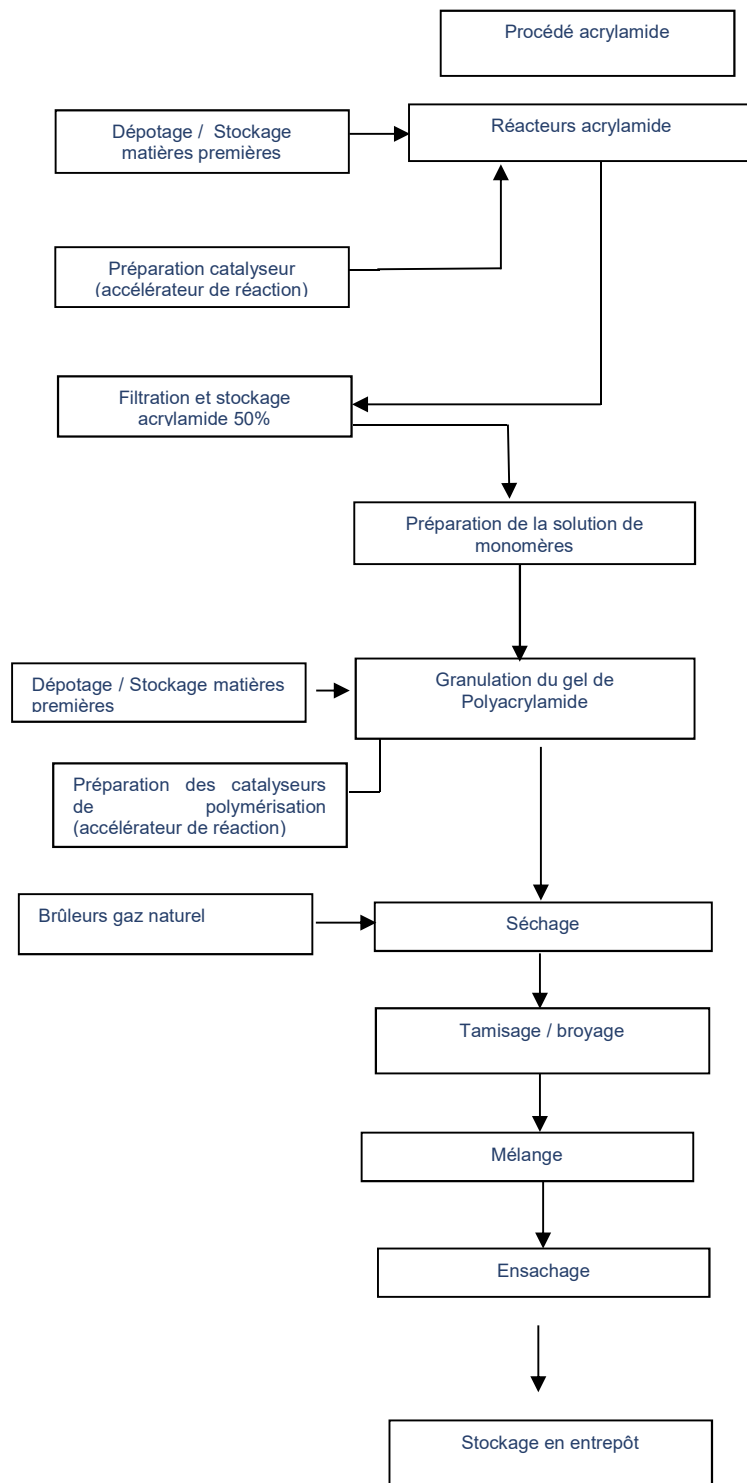 Procédé acrylamide
Dépotage / Stockage
matières premières
Réacteurs acrylamide
Préparation catalyseur
(accélérateur de réaction)
Filtration et stockage
acrylamide 50%
Préparation de la solution de
monomères
Dépotage / Stockage matières
premières
Granulation du gel de
Polyacrylamide
Préparation des catalyseurs
de polymérisation
(accélérateur de réaction)
Brûleurs gaz naturel
Séchage
Tamisage / broyage
Mélange
Ensachage
Stockage en entrepôt